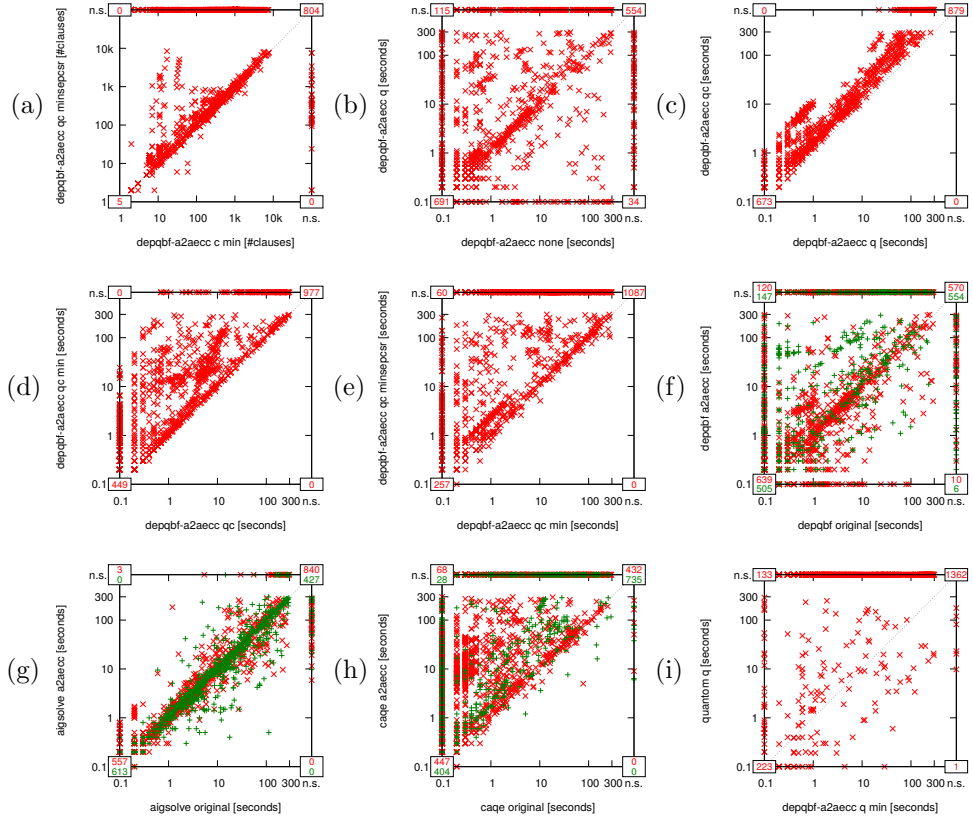 (a)
depqbf-a2aecc qc minsepcsr [#clauses]
n.s.
10k
1k
100
10
1
0
804
5
0
1 10 100 1k 10k n.s.
depqbf-a2aecc c min [#clauses]
(b)
depqbf-a2aecc q [seconds]
n.s.
300
100
10
1
0.1
115
554
691
34
0.1 1 10 100 300 n.s.
depqbf-a2aecc none [seconds]
(c)
depqbf-a2aecc qc [seconds]
n.s.
300
100
10
1
0.1
0
879
673
0
0.1 1 10 100 300 n.s.
depqbf-a2aecc q [seconds]
(d)
depqbf-a2aecc qc min [seconds]
n.s.
300
100
10
1
0.1
0
977
449
0
0.1 1 10 100 300 n.s.
depqbf-a2aecc qc [seconds]
(e)
depqbf-a2aecc qc minsepcsr [seconds]
n.s.
300
100
10
1
0.1
60
1087
257
0
0.1 1 10 100 300 n.s.
depqbf-a2aecc qc min [seconds]
(f)
depqbf a2aecc [seconds]
n.s.
300
100
10
1
0.1
120
147
570
554
639
505
10
6
0.1 1 10 100 300 n.s.
depqbf original [seconds]
(g)
aigsolve a2aecc [seconds]
n.s.
300
100
10
1
0.1
3
0
840
427
557
613
0
0
0.1 1 10 100 300 n.s.
aigsolve original [seconds]
(h)
caqe a2aecc [seconds]
n.s.
300
100
10
1
0.1
68
28
432
735
447
404
0
0
0.1 1 10 100 300 n.s.
caqe original [seconds]
(i)
quantom q [seconds]
n.s.
300
100
10
1
0.1
133
1362
223
1
0.1 1 10 100 300 n.s.
depqbf-a2aecc q min [seconds]